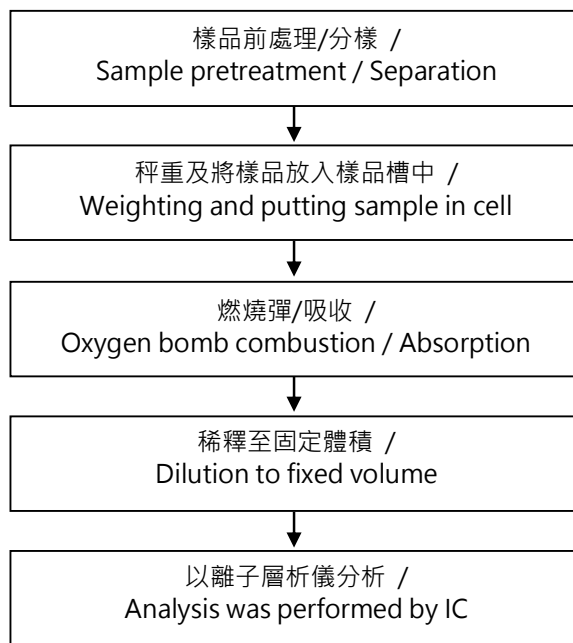 樣品前處理/分樣 /
Sample pretreatment / Separation
秤重及將樣品放入樣品槽中 /
Weighting and putting sample in cell
燃燒彈/吸收 /
Oxygen bomb combustion / Absorption
稀釋至固定體積 /
Dilution to fixed volume
以離子層析儀分析 /
Analysis was performed by IC